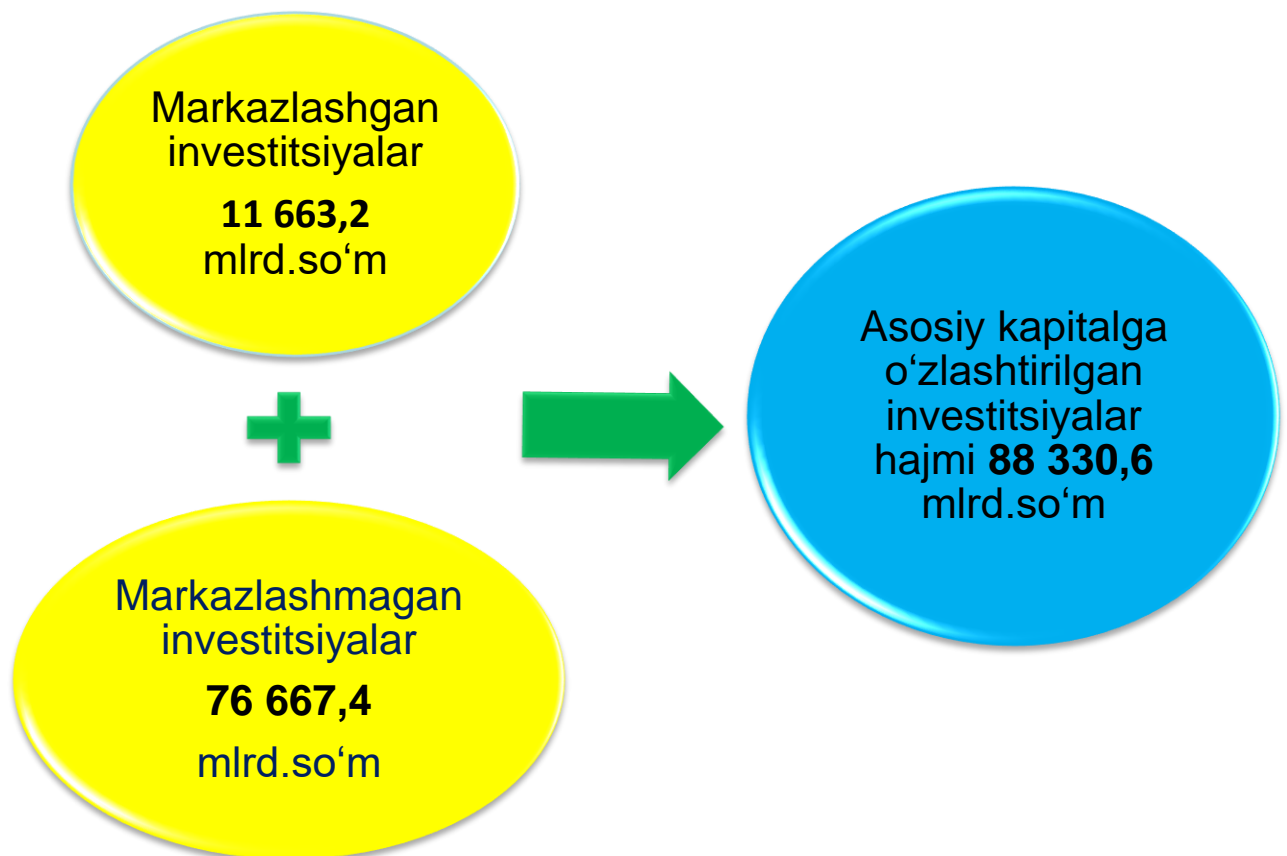 Markazlashgan
investitsiyalar
11 663,2
mlrd.so‘m
Markazlashmagan
investitsiyalar
76 667,4
mlrd.so‘m
Asosiy kapitalga
o‘zlashtirilgan
investitsiyalar
hajmi 88 330,6
mlrd.so‘m